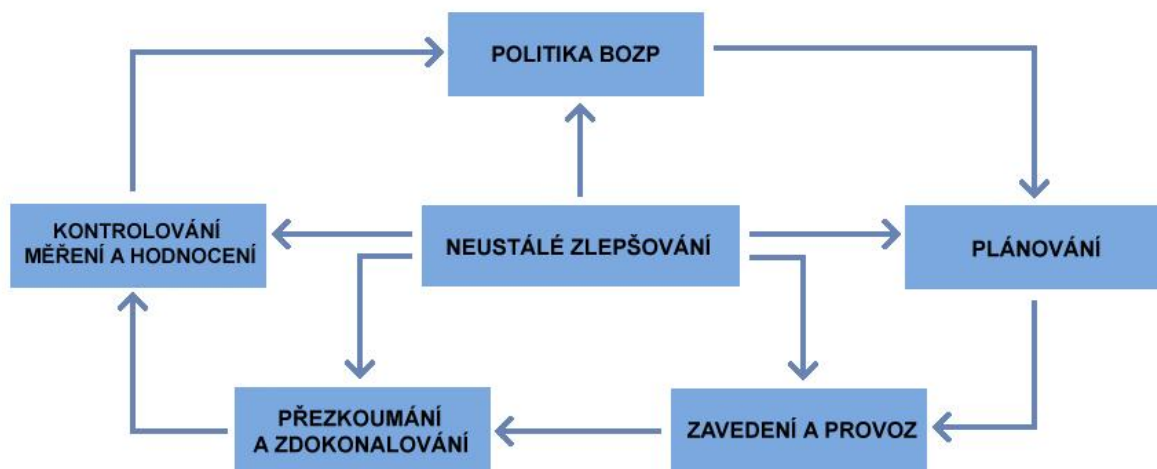 POLITIKA BOZP
KONTROLOVÁNÍ
MĚŘENÍ A HODNOCENÍ
NEUSTÁLÉ ZLEPŠOVÁNÍ
PLÁNOVÁNÍ
PŘEZKOUMÁNÍ
A ZDOKONALOVÁNÍ
ZAVEDENÍ A PROVOZ